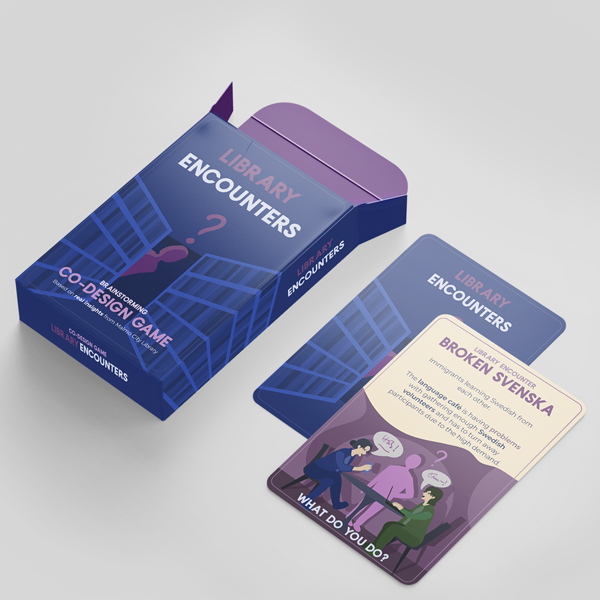 LIBRARY
ENCOUNTERS
?
BRAINSTORMING
CO-DESIGN GAME
Based on real insights from Malmö City Library
CO-DESIGN GAME
LIBRARY ENCOUNTERS
LIBRARY
ENCOUNTERS
LIBRARY
ENCOUNTERS
LIBRARY ENCOUNTER
BROKEN SVENSKA
immigrants learning Swedish from
each other.
The language café is having problems
with gathering enough Swedish
volunteers and has to turn away
participants due to the high demand.
?
WHAT DO YOU DO?